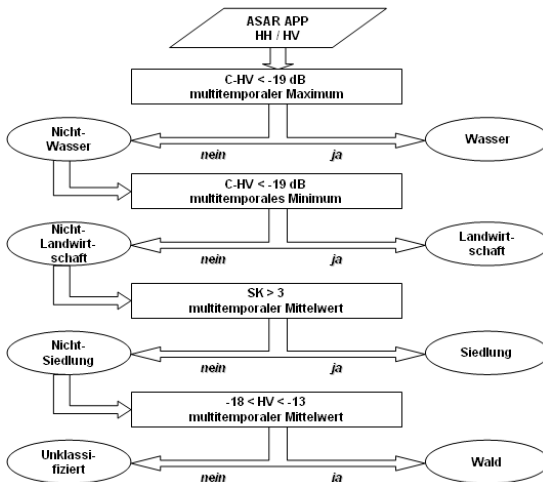 ASAR APP
HH / HV
C-HV < -19 dB
multitemporaler Maximum
Nicht-
Wasser
Wasser
nein
ja
C-HV < -19 dB
multitemporales Minimum
Nicht-
Landwirt-
schaft
Landwirt-
schaft
nein
ja
SK > 3
multitemporaler Mittelwert
Nicht-
Siedlung
Siedlung
nein
ja
-18 < HV < -13
multitemporaler Mittelwert
Unklassi-
fiziert
Wald
nein
ja